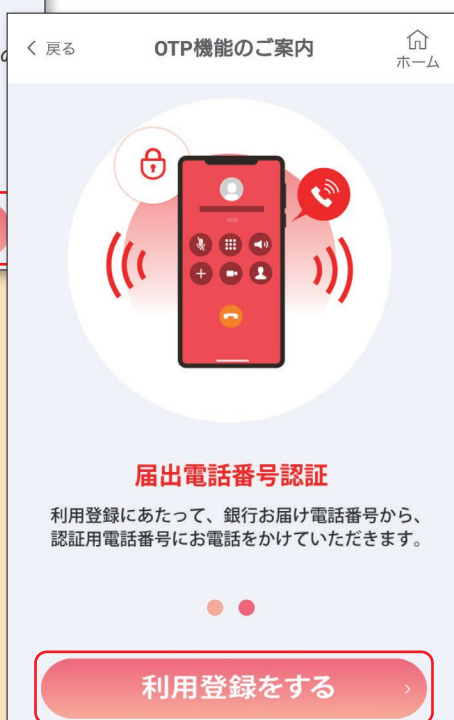 の
戻る
OTP機能のご案内
ホーム
届出電話番号認証
利用登録にあたって、銀行お届け電話番号から、
認証用電話番号にお電話をかけていただきます。
利用登録をする